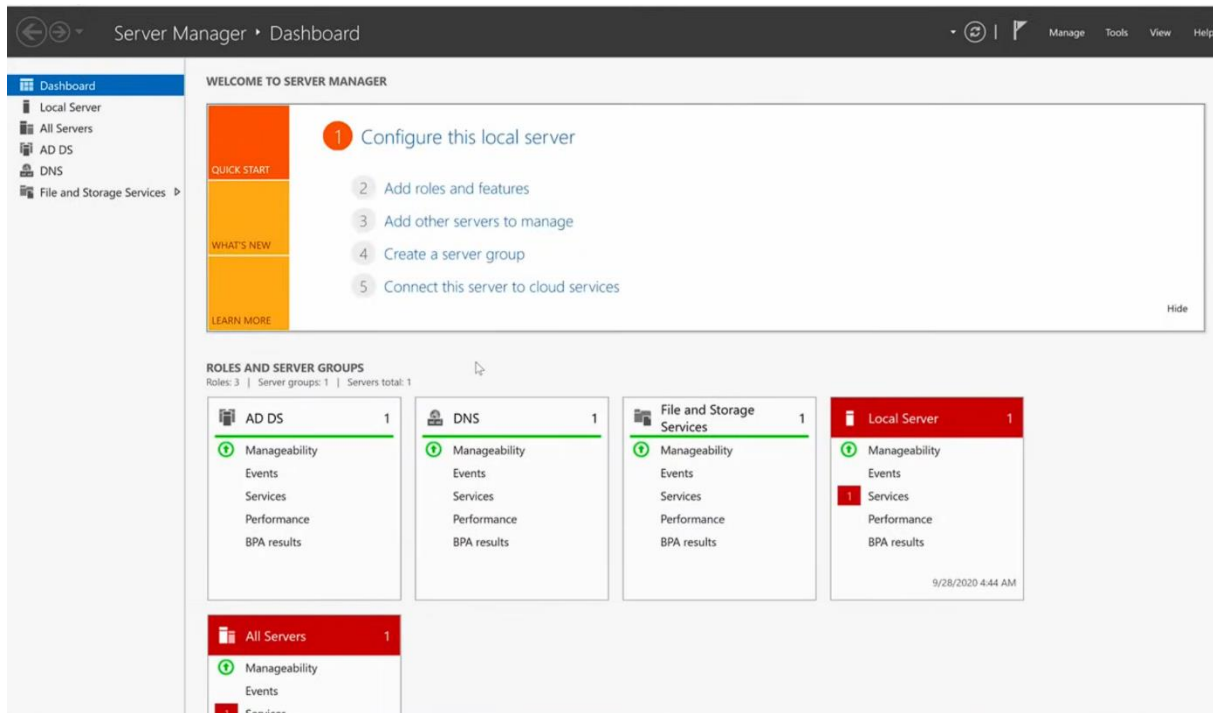 Server Manager • Dashboard
Manage Tools View Help
Dashboard
Local Server
All Servers
AD DS
DNS
File and Storage Services
WELCOME TO SERVER MANAGER
QUICK START
WHAT'S NEW
LEARN MORE
1 Configure this local server
2 Add roles and features
3 Add other servers to manage
4 Create a server group
5 Connect this server to cloud services
Hide
ROLES AND SERVER GROUPS
Roles: 3 | Server groups: 1 | Servers total: 1
AD DS 1
Manageability
Events
Services
Performance
BPA results
DNS 1
Manageability
Events
Services
Performance
BPA results
File and Storage
Services 1
Manageability
Events
Services
Performance
BPA results
Local Server 1
Manageability
Events
1 Services
Performance
BPA results
9/28/2020 4:44 AM
All Servers 1
Manageability
Events
1 Services